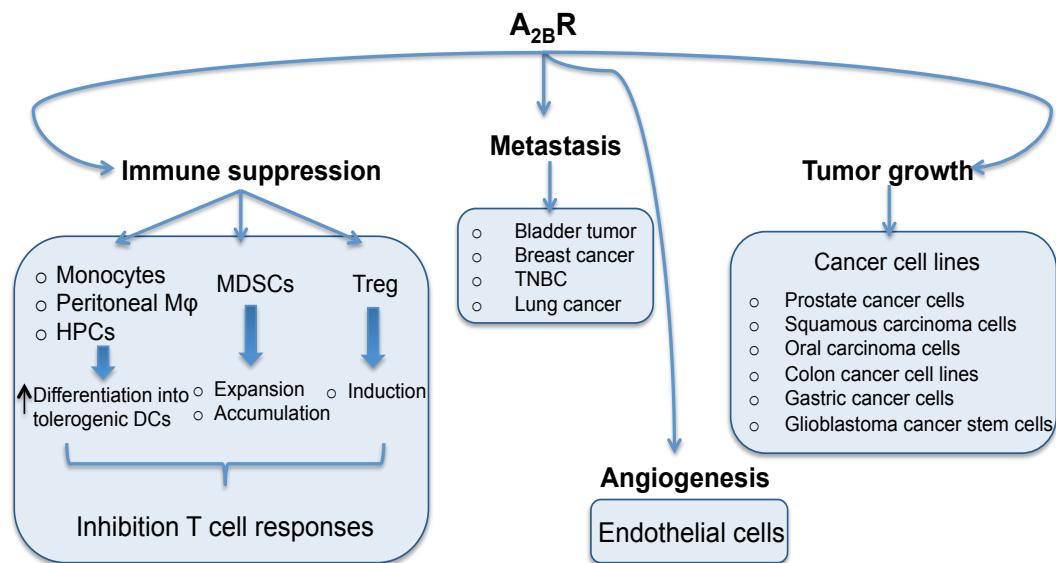 A2BR
Immune suppression
○ Monocytes
○ Peritoneal Mφ
○ HPCs
Differentiation into
tolerogenic DCs
MDSCs
○ Expansion
○ Accumulation
Treg
○ Induction
Inhibition T cell responses
Metastasis
○ Bladder tumor
○ Breast cancer
○ TNBC
○ Lung cancer
Angiogenesis
Endothelial cells
Tumor growth
Cancer cell lines
○ Prostate cancer cells
○ Squamous carcinoma cells
○ Oral carcinoma cells
○ Colon cancer cell lines
○ Gastric cancer cells
○ Glioblastoma cancer stem cells